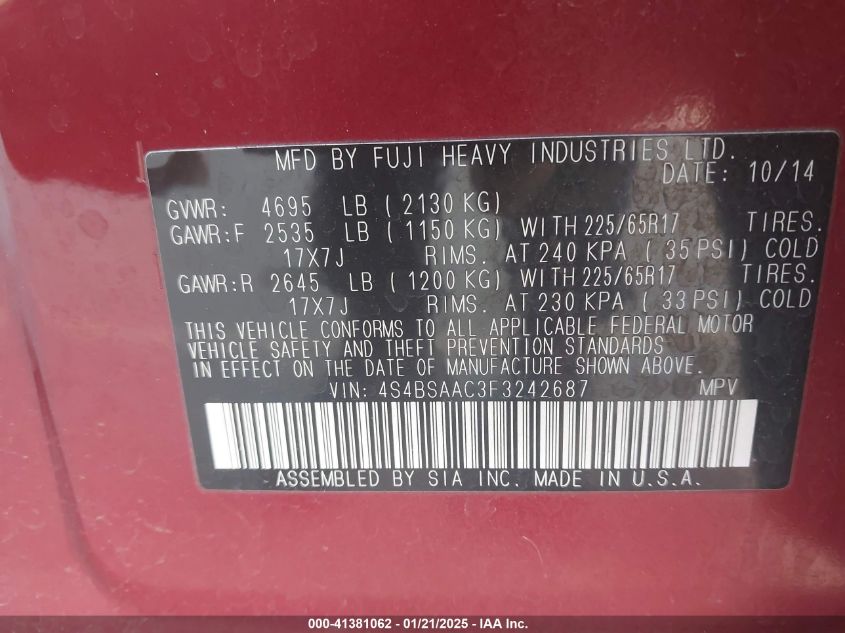 MFD BY FUJI HEAVY INDUSTRIES LTD.
DATE: 10/14
GVWR: 4695 LB ( 2130 KG)
GAWR:F 2535 LB ( 1150 KG) WITH 225/65R17 TIRES.
17X7J RIMS. AT 240 KPA ( 35 PSI) COLD
GAWR:R 2645 LB ( 1200 KG) WITH 225/65R17 TIRES.
17X7J RIMS. AT 230 KPA ( 33 PSI) COLD
THIS VEHICLE CONFORMS TO ALL APPLICABLE FEDERAL MOTOR
VEHICLE SAFETY AND THEFT PREVENTION STANDARDS
IN EFFECT ON THE DATE OF MANUFACTURE SHOWN ABOVE.
VIN: 4S4BSAAC3F3242687 MPV
ASSEMBLED BY SIA INC. MADE IN U.S.A.
000-41381062 - 01/21/2025 - IAA Inc.